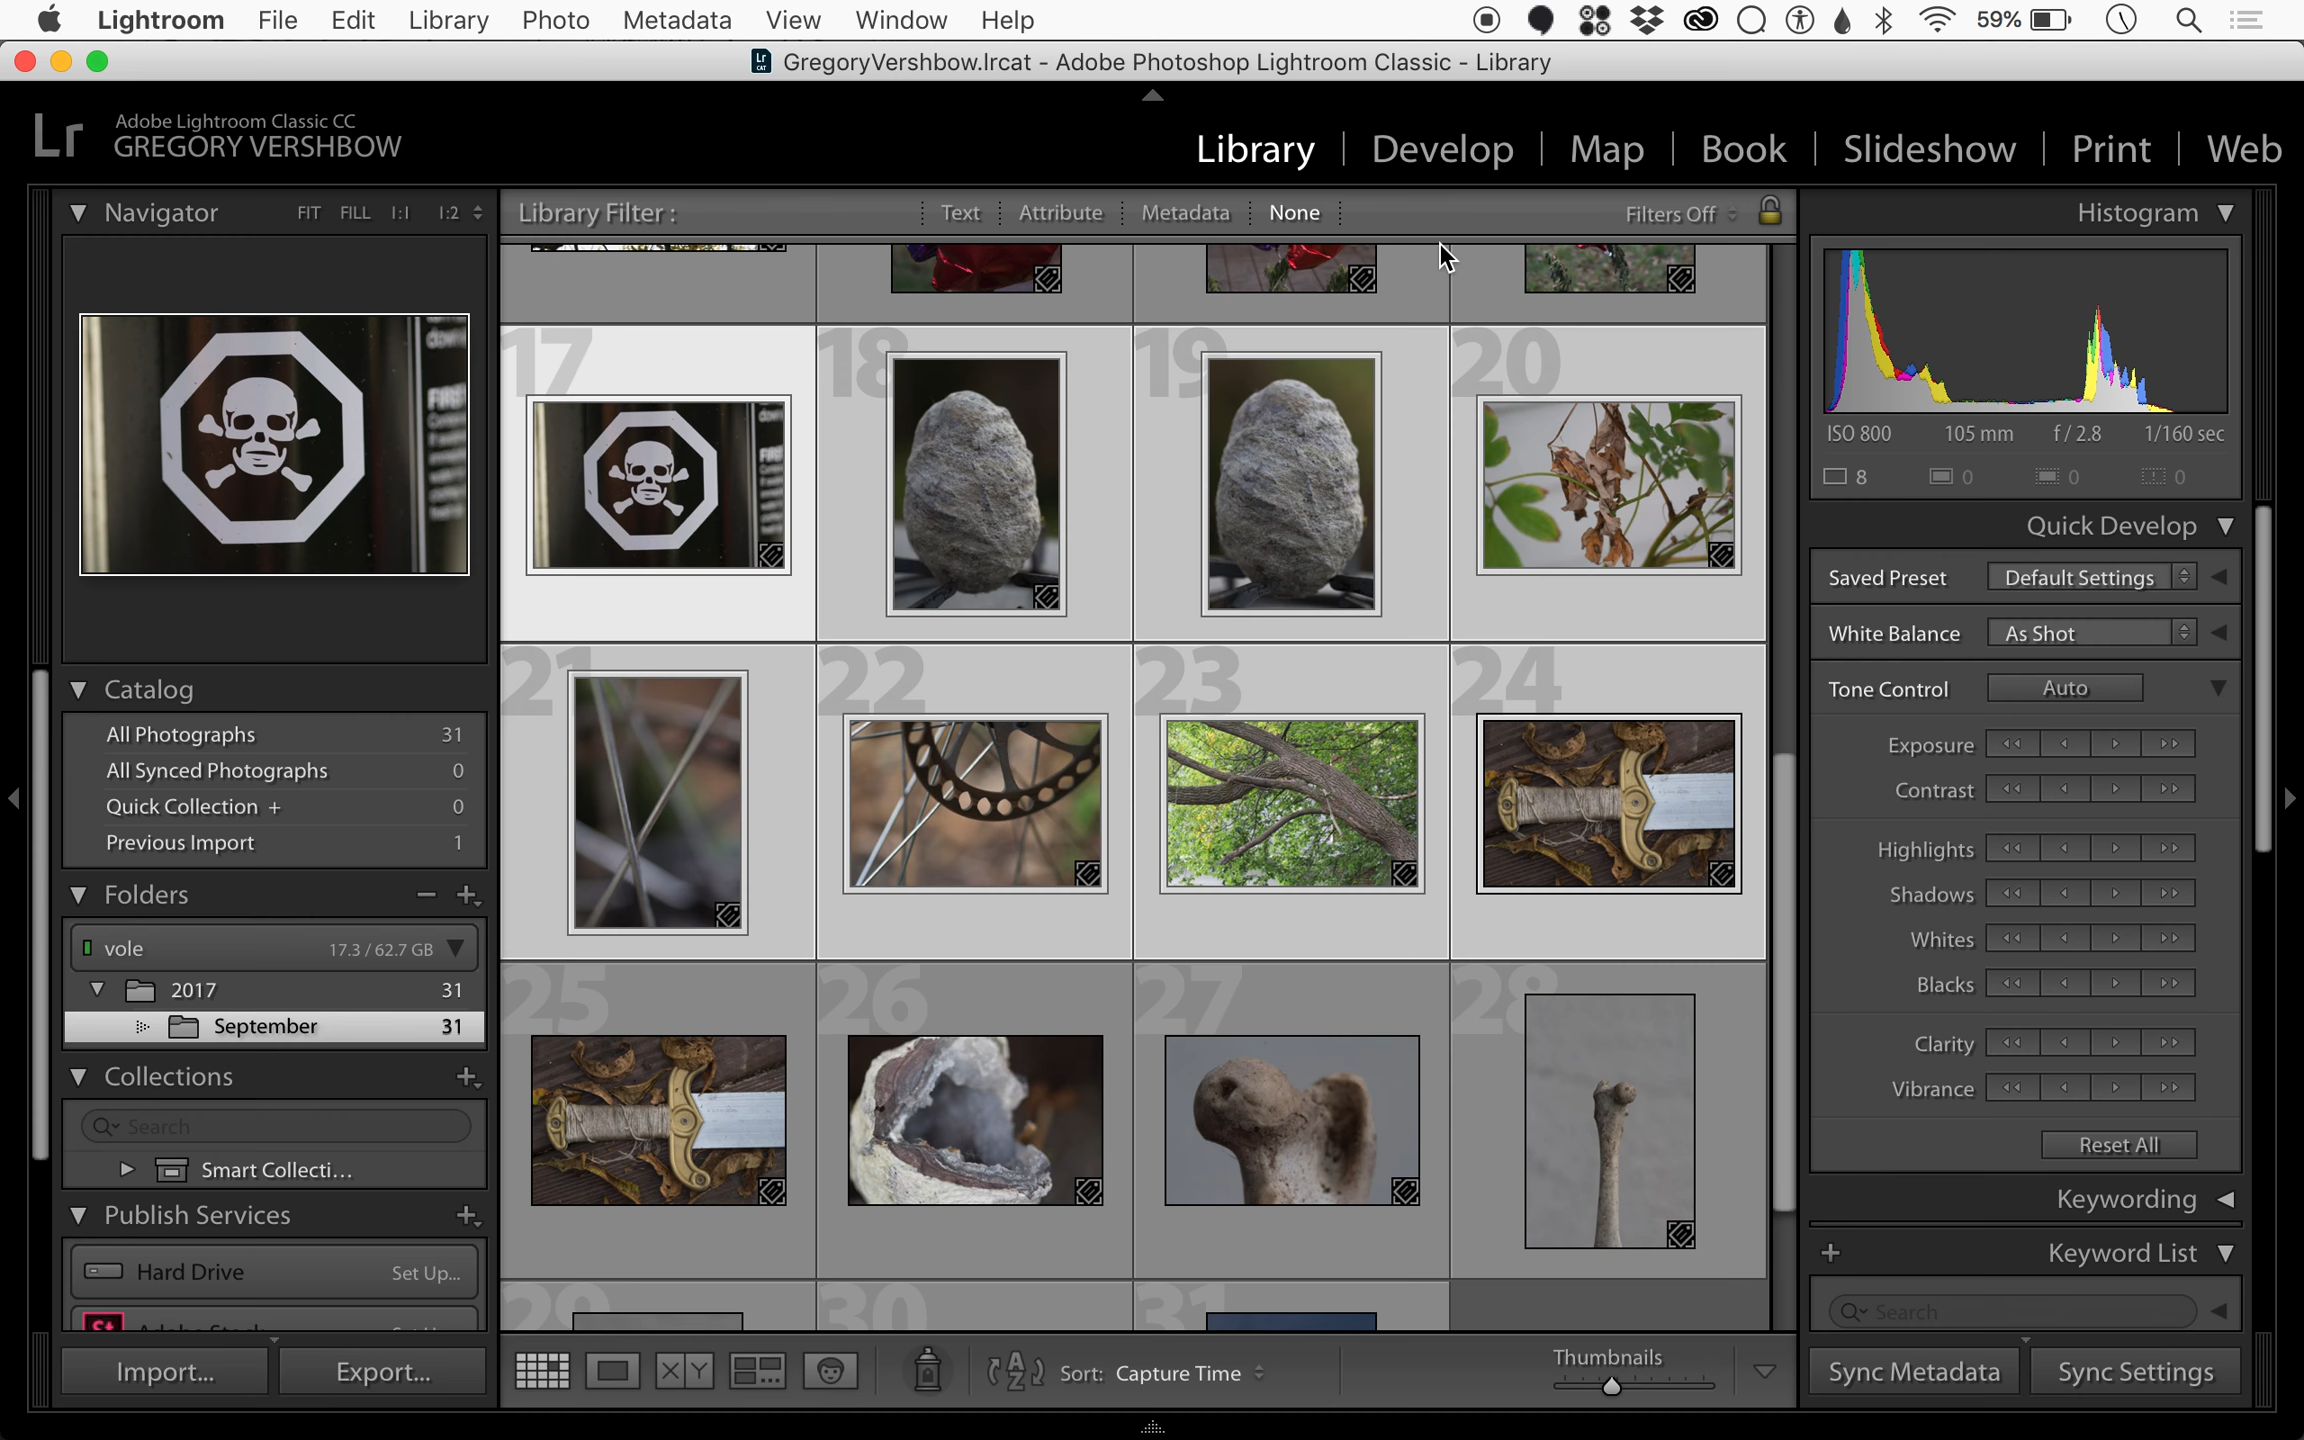 Lightroom File Edit Library Photo Metadata View Window Help 59%
GregoryVershbow.lrcat - Adobe Photoshop Lightroom Classic - Library
Lr Adobe Lightroom Classic CC
GREGORY VERSHBOW
Library | Develop | Map | Book | Slideshow | Print | Web
Navigator FIT FILL 1:1 1:2
Catalog
All Photographs 31
All Synced Photographs 0
Quick Collection + 0
Previous Import 1
Folders
vole 17.3 / 62.7 GB
2017 31
September 31
Collections
Search
Smart Collecti...
Publish Services
Hard Drive Set Up...
Import... Export...
Library Filter : Text Attribute Metadata None Filters Off
17 18 19 20
21 22 23 24
25 26 27 28
29 30 31
XY Sort: Capture Time Thumbnails
Histogram
ISO 800 105 mm f / 2.8 1/160 sec
8 0 0 0
Quick Develop
Saved Preset Default Settings
White Balance As Shot
Tone Control Auto
Exposure
Contrast
Highlights
Shadows
Whites
Blacks
Clarity
Vibrance
Reset All
Keywording
+ Keyword List
Search
Sync Metadata Sync Settings